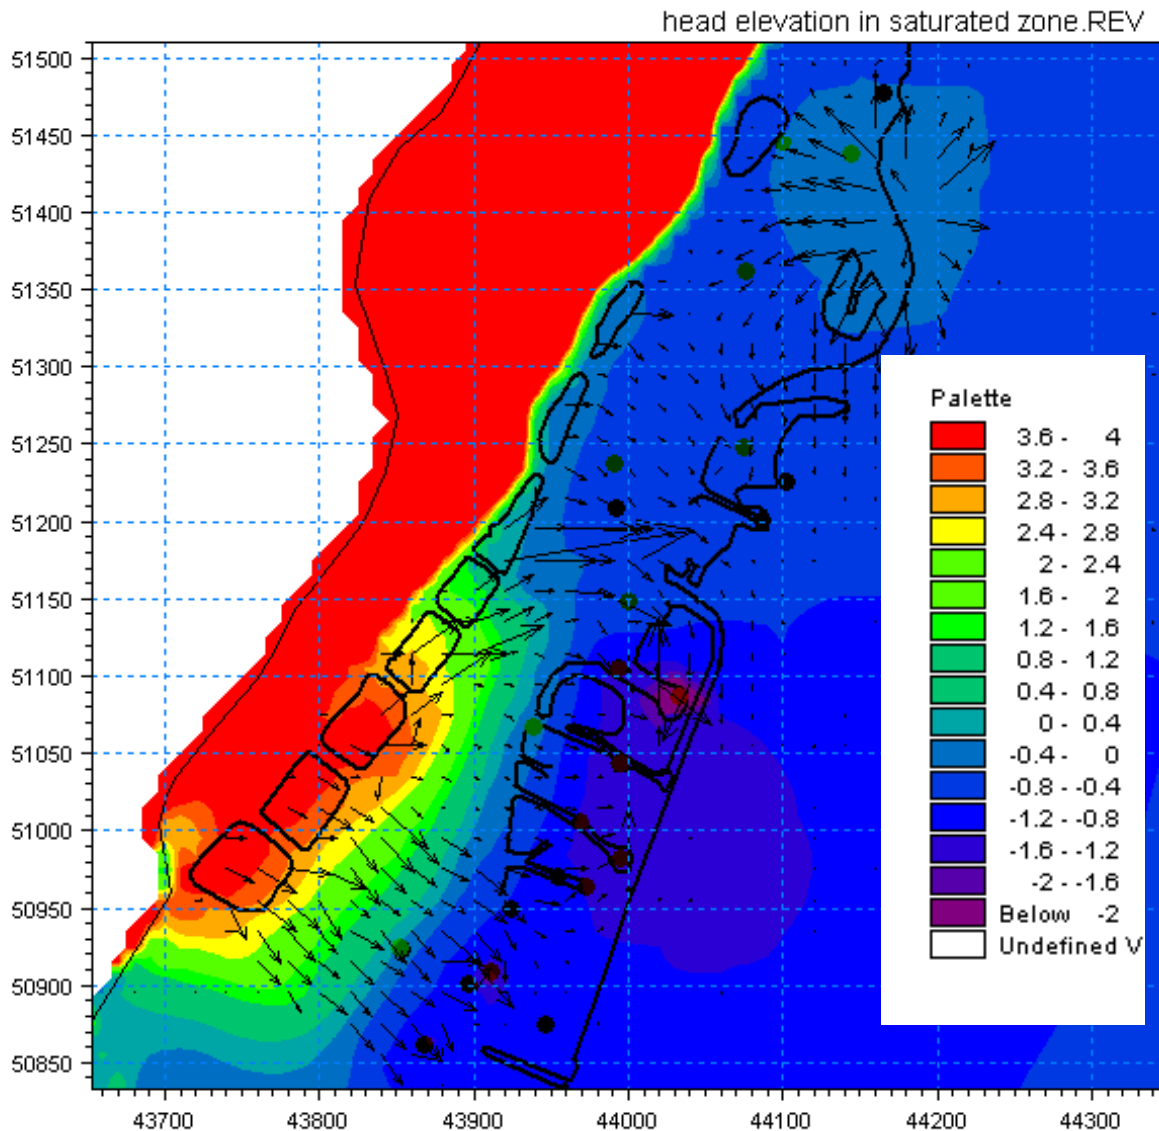 head elevation in saturated zone.REV
51500
51450
51400
51350
51300
51250
51200
51150
51100
51050
51000
50950
50900
50850
43700 43800 43900 44000 44100 44200 44300
Palette
3.6 - 4
3.2 - 3.6
2.8 - 3.2
2.4 - 2.8
2 - 2.4
1.6 - 2
1.2 - 1.6
0.8 - 1.2
0.4 - 0.8
0 - 0.4
-0.4 - 0
-0.8 - -0.4
-1.2 - -0.8
-1.6 - -1.2
-2 - -1.6
Below -2
Undefined V